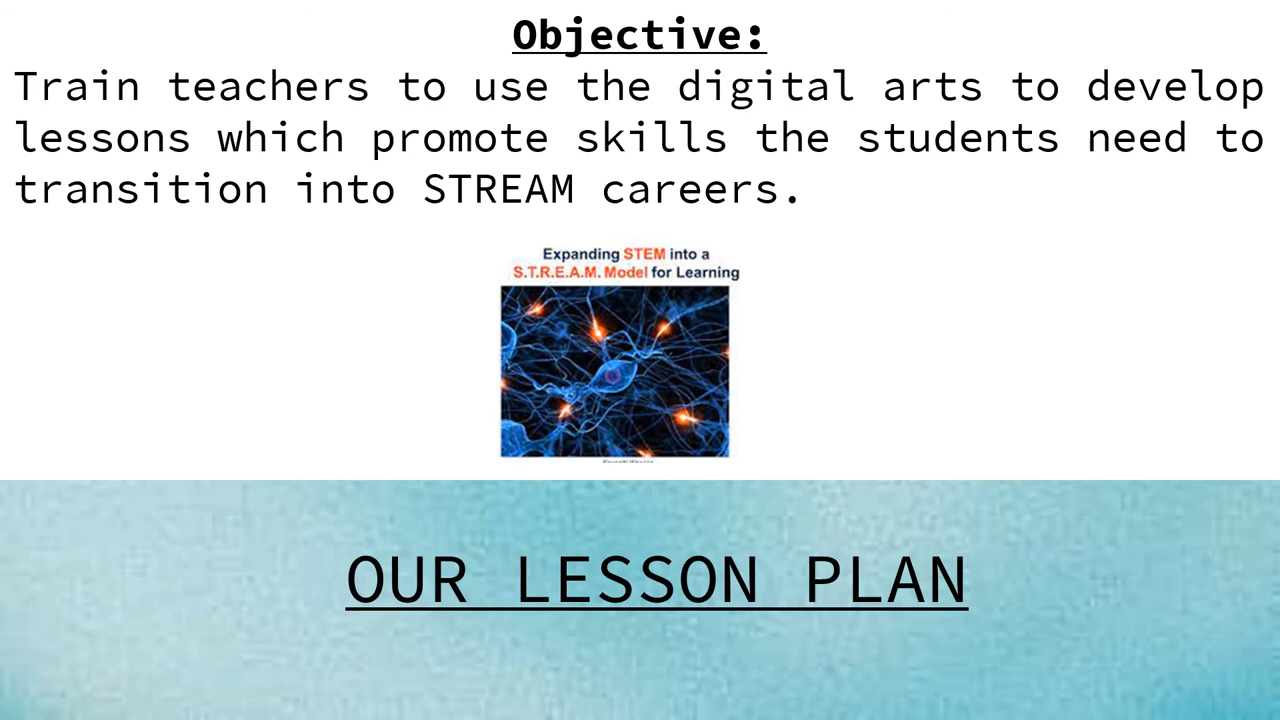 Objective:
Train teachers to use the digital arts to develop
lessons which promote skills the students need to
transition into STREAM careers.
Expanding STEM into a
S.T.R.E.A.M. Model for Learning
OUR LESSON PLAN